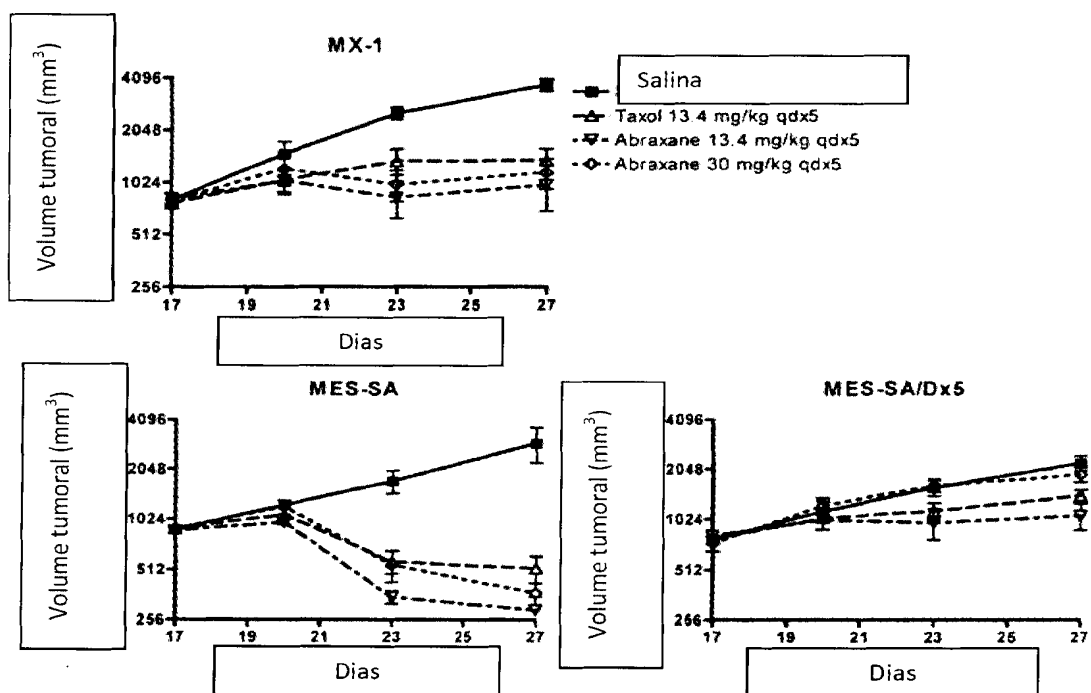 MX-1
Volume tumoral (mm³)
4096
2048
1024
512
256
17 19 21 23 25 27
Dias
Salina
Taxol 13.4 mg/kg qdx5
Abraxane 13.4 mg/kg qdx5
Abraxane 30 mg/kg qdx5
MES-SA
Volume tumoral (mm³)
4096
2048
1024
512
256
17 19 21 23 25 27
Dias
MES-SA/Dx5
Volume tumoral (mm³)
4096
2048
1024
512
256
17 19 21 23 25 27
Dias